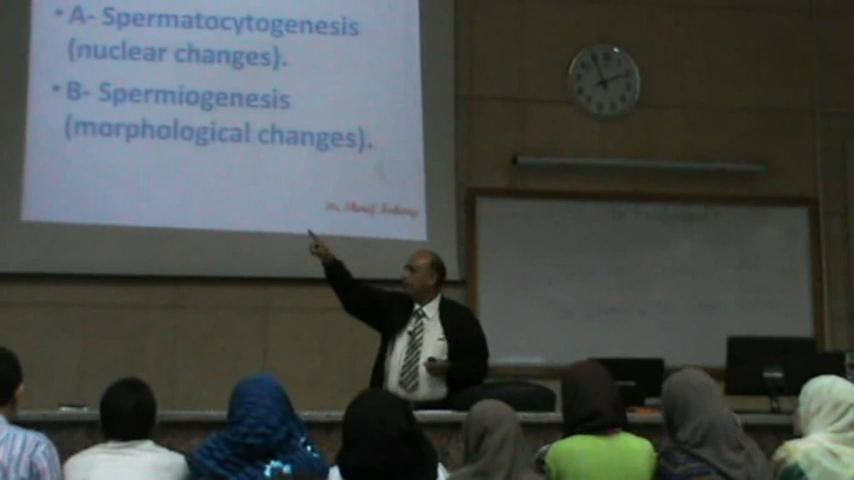 • A- Spermatocytogenesis
(nuclear changes).
• B- Spermiogenesis
(morphological changes).